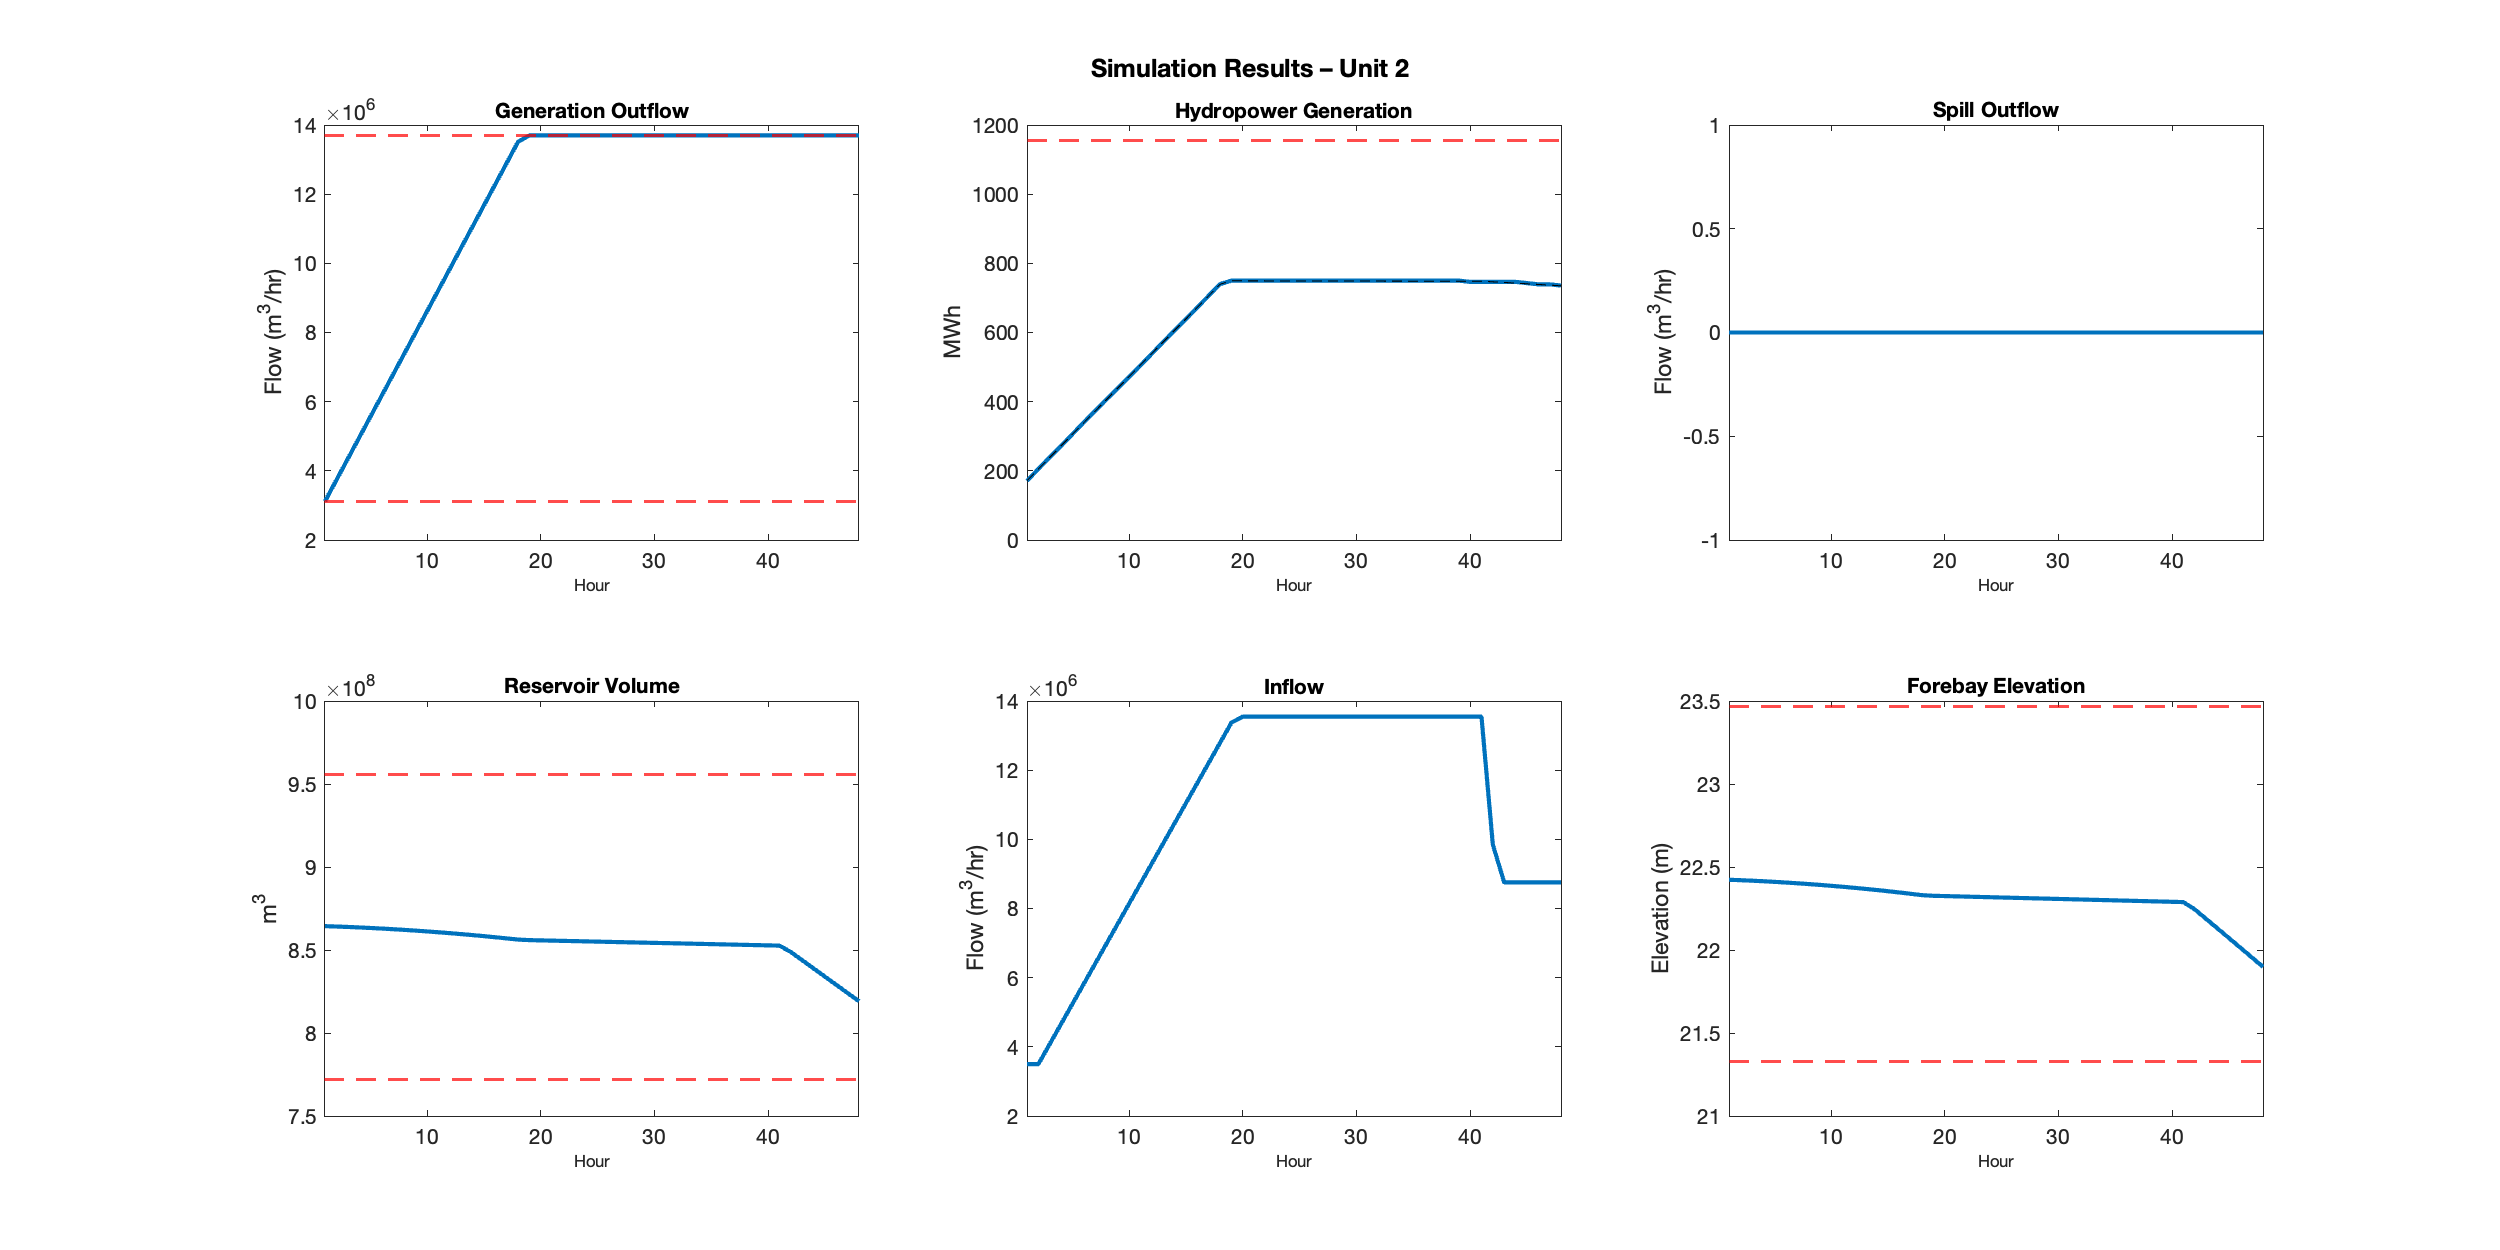 Simulation Results – Unit 2
Generation Outflow
×10^6
14
12
10
8
6
4
2
Flow (m^3/hr)
10 20 30 40
Hour
Hydropower Generation
1200
1000
800
600
400
200
0
MWh
10 20 30 40
Hour
Spill Outflow
1
0.5
0
-0.5
-1
Flow (m^3/hr)
10 20 30 40
Hour
Reservoir Volume
×10^8
10
9.5
9
8.5
8
7.5
m^3
10 20 30 40
Hour
Inflow
×10^6
14
12
10
8
6
4
2
Flow (m^3/hr)
10 20 30 40
Hour
Forebay Elevation
23.5
23
22.5
22
21.5
21
Elevation (m)
10 20 30 40
Hour